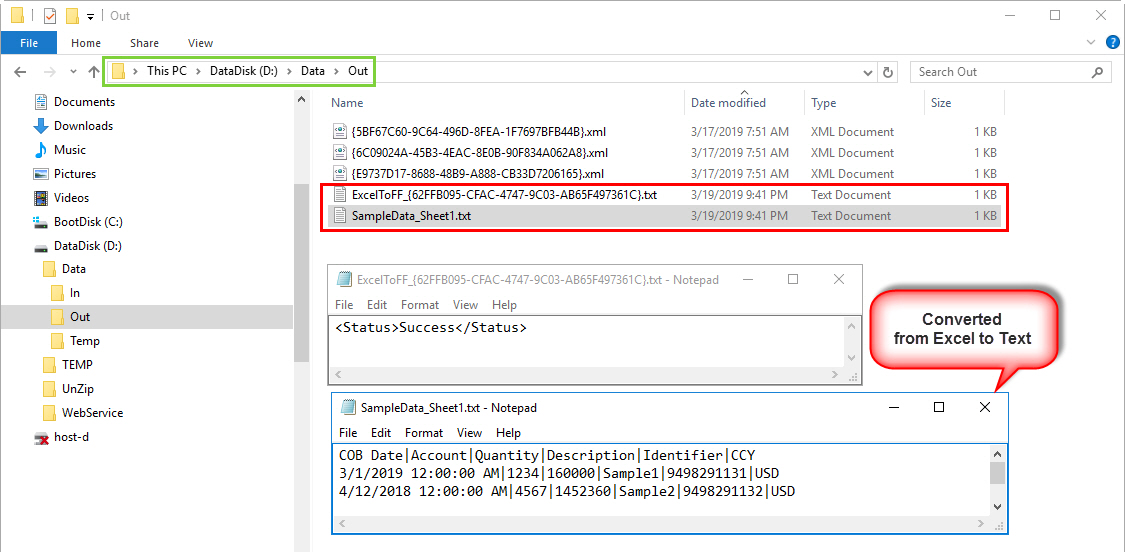 Out
File Home Share View
This PC > DataDisk (D:) > Data > Out
Search Out
Documents
Downloads
Music
Pictures
Videos
BootDisk (C:)
DataDisk (D:)
Data
In
Out
Temp
TEMP
UnZip
WebService
host-d
Name Date modified Type Size
{5BF67C60-9C64-496D-8FEA-1F7697BFB44B}.xml 3/17/2019 7:51 AM XML Document 1 KB
{6C09024A-45B3-4EAC-8E0B-90F834A062A8}.xml 3/17/2019 7:51 AM XML Document 1 KB
{E9737D17-8688-48B9-A888-CB33D7206165}.xml 3/17/2019 7:51 AM XML Document 1 KB
ExcelToFF_{62FFB095-CFAC-4747-9C03-AB65F497361C}.txt 3/19/2019 9:41 PM Text Document 1 KB
SampleData_Sheet1.txt 3/19/2019 9:41 PM Text Document 1 KB
ExcelToFF_{62FFB095-CFAC-4747-9C03-AB65F497361C}.txt - Notepad
File Edit Format View Help
<Status>Success</Status>
Converted
from Excel to Text
SampleData_Sheet1.txt - Notepad
File Edit Format View Help
COB Date|Account|Quantity|Description|Identifier|CCY
3/1/2019 12:00:00 AM|1234|160000|Sample1|9498291131|USD
4/12/2018 12:00:00 AM|4567|1452360|Sample2|9498291132|USD